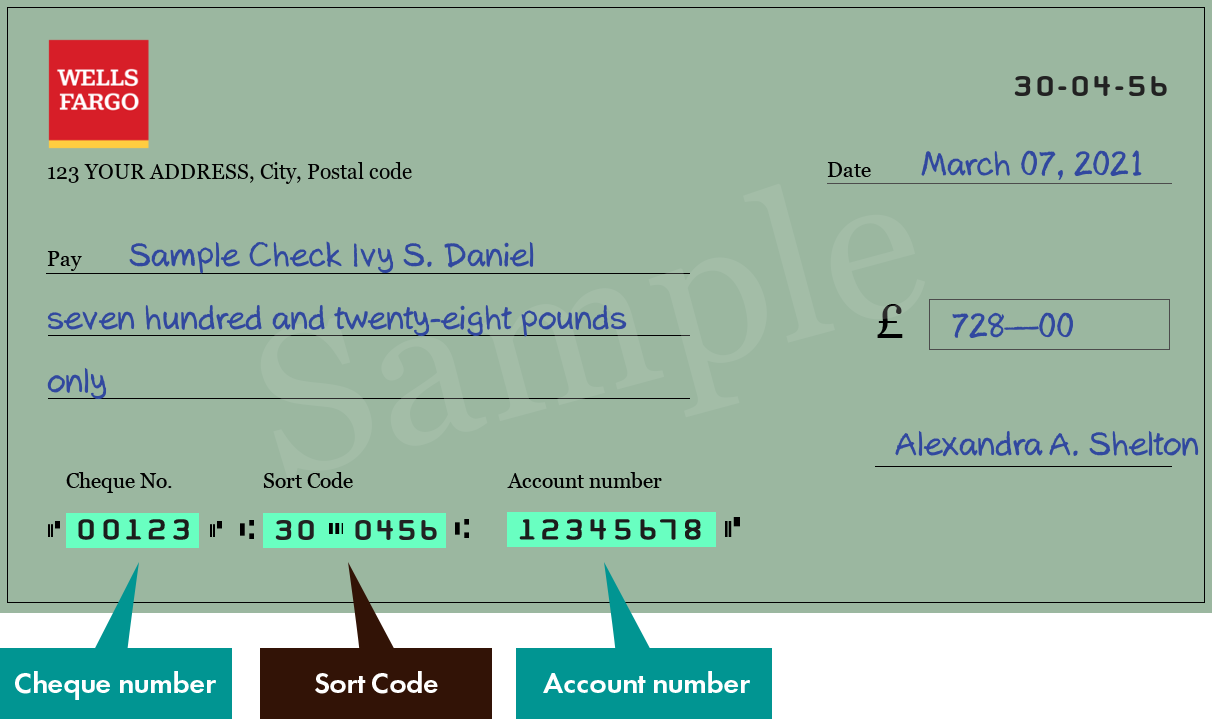 WELLS
FARGO
30-04-56
123 YOUR ADDRESS, City, Postal code
Date March 07, 2021
Pay Sample Check Ivy S. Daniel
seven hundred and twenty-eight pounds
£ 728—00
only
Sample
Alexandra A. Shelton
Cheque No. Sort Code Account number
⑈00123⑈ ⑆30⑉0456⑆ 12345678⑈
Cheque number Sort Code Account number